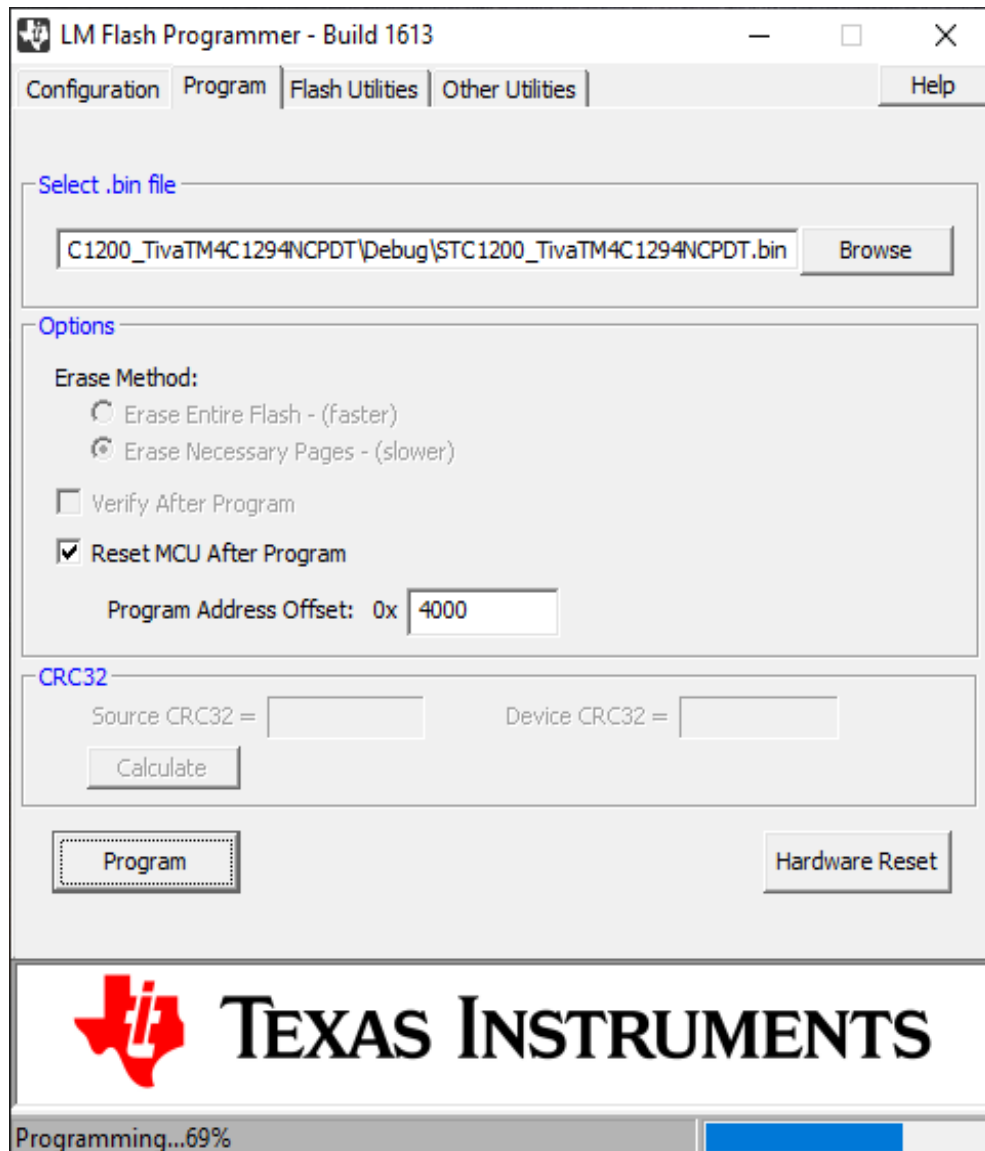 LM Flash Programmer - Build 1613
Configuration Program Flash Utilities Other Utilities Help
Select .bin file
C1200_TivaTM4C1294NCPDT\Debug\STC1200_TivaTM4C1294NCPDT.bin Browse
Options
Erase Method:
Erase Entire Flash - (faster)
Erase Necessary Pages - (slower)
Verify After Program
Reset MCU After Program
Program Address Offset: 0x 4000
CRC32
Source CRC32 = Device CRC32 =
Calculate
Program Hardware Reset
ti TEXAS INSTRUMENTS
Programming...69%